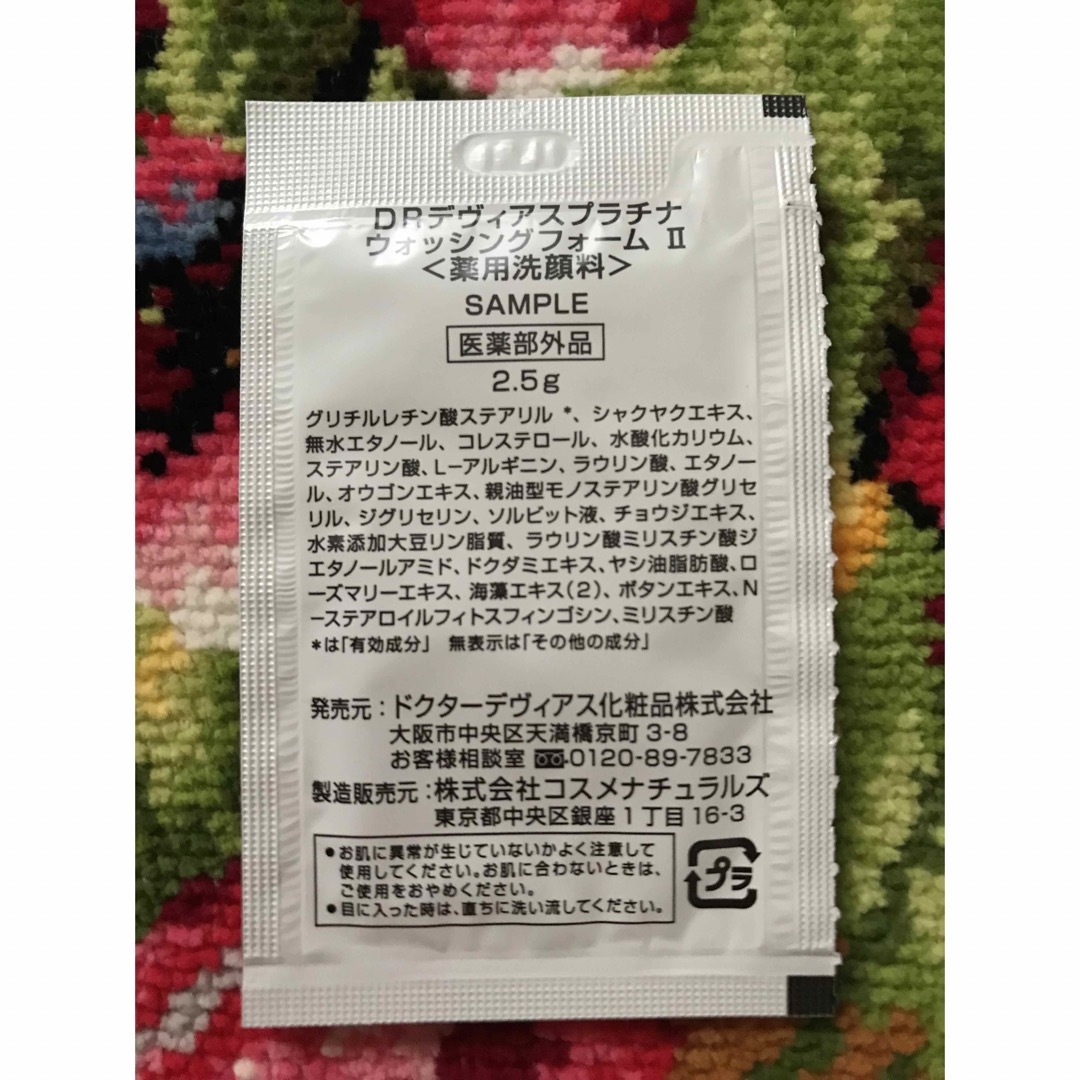 DRデヴィアスプラチナ
ウォッシングフォーム Ⅱ
＜薬用洗顔料＞
SAMPLE
医薬部外品
2.5g
グリチルレチン酸ステアリル *、シャクヤクエキス、
無水エタノール、コレステロール、水酸化カリウム、
ステアリン酸、L−アルギニン、ラウリン酸、エタノー
ル、オウゴンエキス、親油型モノステアリン酸グリセ
リル、ジグリセリン、ソルビット液、チョウジエキス、
水素添加大豆リン脂質、ラウリン酸ミリスチン酸ジ
エタノールアミド、ドクダミエキス、ヤシ油脂肪酸、ロ
ーズマリーエキス、海藻エキス(2)、ボタンエキス、N
−ステアロイルフィトスフィンゴシン、ミリスチン酸
*は「有効成分」 無表示は「その他の成分」
発売元：ドクターデヴィアス化粧品株式会社
大阪市中央区天満橋京町 3-8
お客様相談室 0120-89-7833
製造販売元：株式会社コスメナチュラルズ
東京都中央区銀座 1 丁目 16-3
●お肌に異常が生じていないかよく注意して
使用してください。お肌に合わないときは、
ご使用をおやめください。
●目に入った時は、直ちに洗い流してください。
プラ